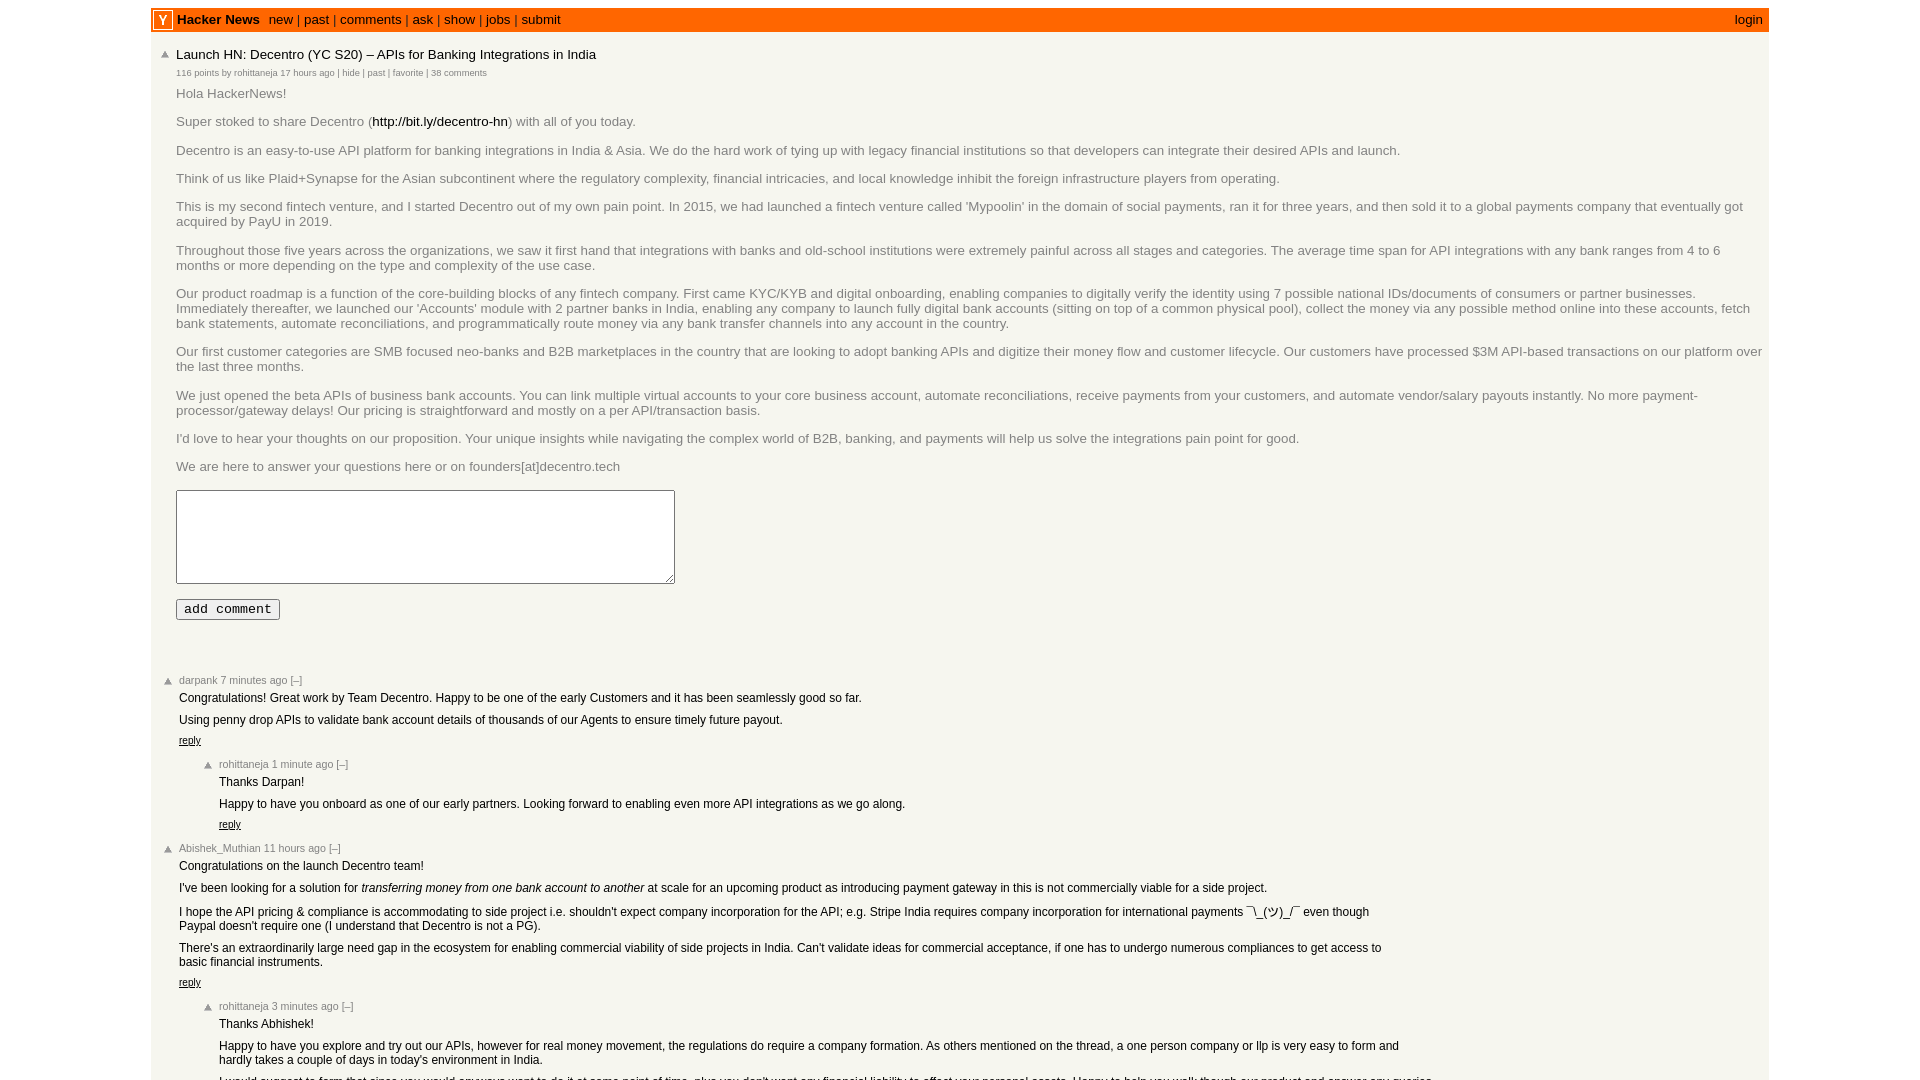 Y Hacker News new | past | comments | ask | show | jobs | submit login
Launch HN: Decentro (YC S20) – APIs for Banking Integrations in India
116 points by rohittaneja 17 hours ago | hide | past | favorite | 38 comments
Hola HackerNews!
Super stoked to share Decentro (http://bit.ly/decentro-hn) with all of you today.
Decentro is an easy-to-use API platform for banking integrations in India & Asia. We do the hard work of tying up with legacy financial institutions so that developers can integrate their desired APIs and launch.
Think of us like Plaid+Synapse for the Asian subcontinent where the regulatory complexity, financial intricacies, and local knowledge inhibit the foreign infrastructure players from operating.
This is my second fintech venture, and I started Decentro out of my own pain point. In 2015, we had launched a fintech venture called 'Mypoolin' in the domain of social payments, ran it for three years, and then sold it to a global payments company that eventually got
acquired by PayU in 2019.
Throughout those five years across the organizations, we saw it first hand that integrations with banks and old-school institutions were extremely painful across all stages and categories. The average time span for API integrations with any bank ranges from 4 to 6
months or more depending on the type and complexity of the use case.
Our product roadmap is a function of the core-building blocks of any fintech company. First came KYC/KYB and digital onboarding, enabling companies to digitally verify the identity using 7 possible national IDs/documents of consumers or partner businesses.
Immediately thereafter, we launched our 'Accounts' module with 2 partner banks in India, enabling any company to launch fully digital bank accounts (sitting on top of a common physical pool), collect the money via any possible method online into these accounts, fetch
bank statements, automate reconciliations, and programmatically route money via any bank transfer channels into any account in the country.
Our first customer categories are SMB focused neo-banks and B2B marketplaces in the country that are looking to adopt banking APIs and digitize their money flow and customer lifecycle. Our customers have processed $3M API-based transactions on our platform over
the last three months.
We just opened the beta APIs of business bank accounts. You can link multiple virtual accounts to your core business account, automate reconciliations, receive payments from your customers, and automate vendor/salary payouts instantly. No more payment-
processor/gateway delays! Our pricing is straightforward and mostly on a per API/transaction basis.
I'd love to hear your thoughts on our proposition. Your unique insights while navigating the complex world of B2B, banking, and payments will help us solve the integrations pain point for good.
We are here to answer your questions here or on founders[at]decentro.tech
add comment
darpank 7 minutes ago [–]
Congratulations! Great work by Team Decentro. Happy to be one of the early Customers and it has been seamlessly good so far.
Using penny drop APIs to validate bank account details of thousands of our Agents to ensure timely future payout.
reply
rohittaneja 1 minute ago [–]
Thanks Darpan!
Happy to have you onboard as one of our early partners. Looking forward to enabling even more API integrations as we go along.
reply
Abishek_Muthian 11 hours ago [–]
Congratulations on the launch Decentro team!
I've been looking for a solution for transferring money from one bank account to another at scale for an upcoming product as introducing payment gateway in this is not commercially viable for a side project.
I hope the API pricing & compliance is accommodating to side project i.e. shouldn't expect company incorporation for the API; e.g. Stripe India requires company incorporation for international payments ¯\_(ツ)_/¯ even though
Paypal doesn't require one (I understand that Decentro is not a PG).
There's an extraordinarily large need gap in the ecosystem for enabling commercial viability of side projects in India. Can't validate ideas for commercial acceptance, if one has to undergo numerous compliances to get access to
basic financial instruments.
reply
rohittaneja 3 minutes ago [–]
Thanks Abhishek!
Happy to have you explore and try out our APIs, however for real money movement, the regulations do require a company formation. As others mentioned on the thread, a one person company or llp is very easy to form and
hardly takes a couple of days in today's environment in India.